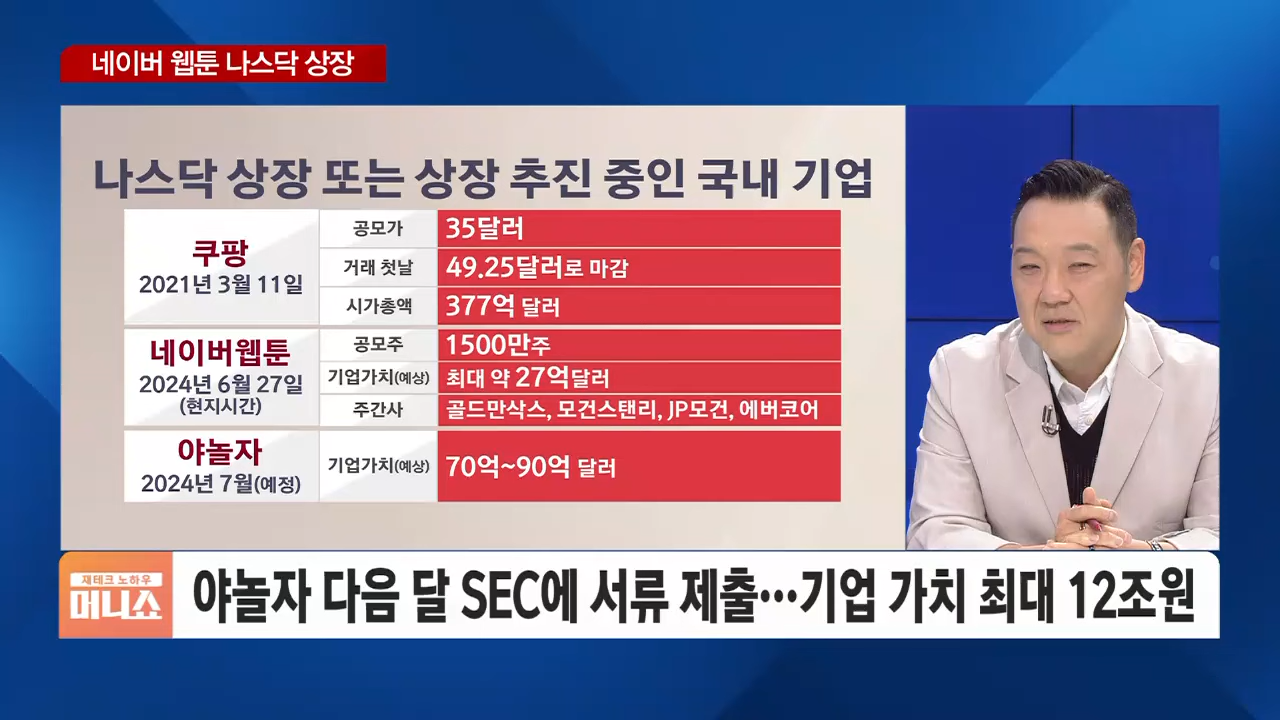 네이버 웹툰 나스닥 상장
나스닥 상장 또는 상장 추진 중인 국내 기업
쿠팡
2021년 3월 11일
공모가
35달러
거래 첫날
49.25달러로 마감
시가총액
377억 달러
네이버웹툰
2024년 6월 27일
(현지시간)
공모주
1500만주
기업가치(예상)
최대 약 27억달러
주간사
골드만삭스, 모건스탠리, JP모건, 에버코어
야놀자
2024년 7월(예정)
기업가치(예상)
70억~90억 달러
재테크 노하우
머니쇼
야놀자 다음 달 SEC에 서류 제출…기업 가치 최대 12조원